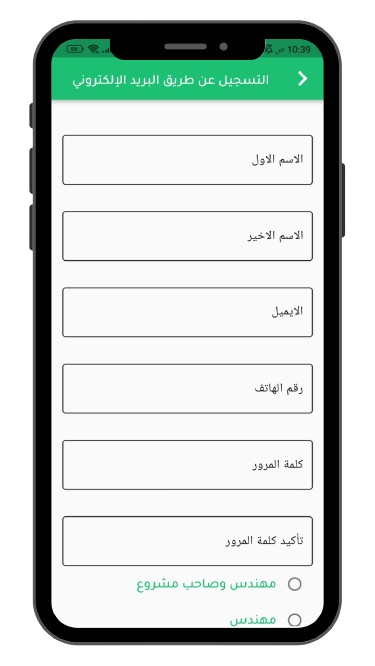 10:39 ص
التسجيل عن طريق البريد الإلكتروني
الاسم الاول
الاسم الاخير
الايميل
رقم الهاتف
كلمة المرور
تأكيد كلمة المرور
مهندس وصاحب مشروع
مهندس